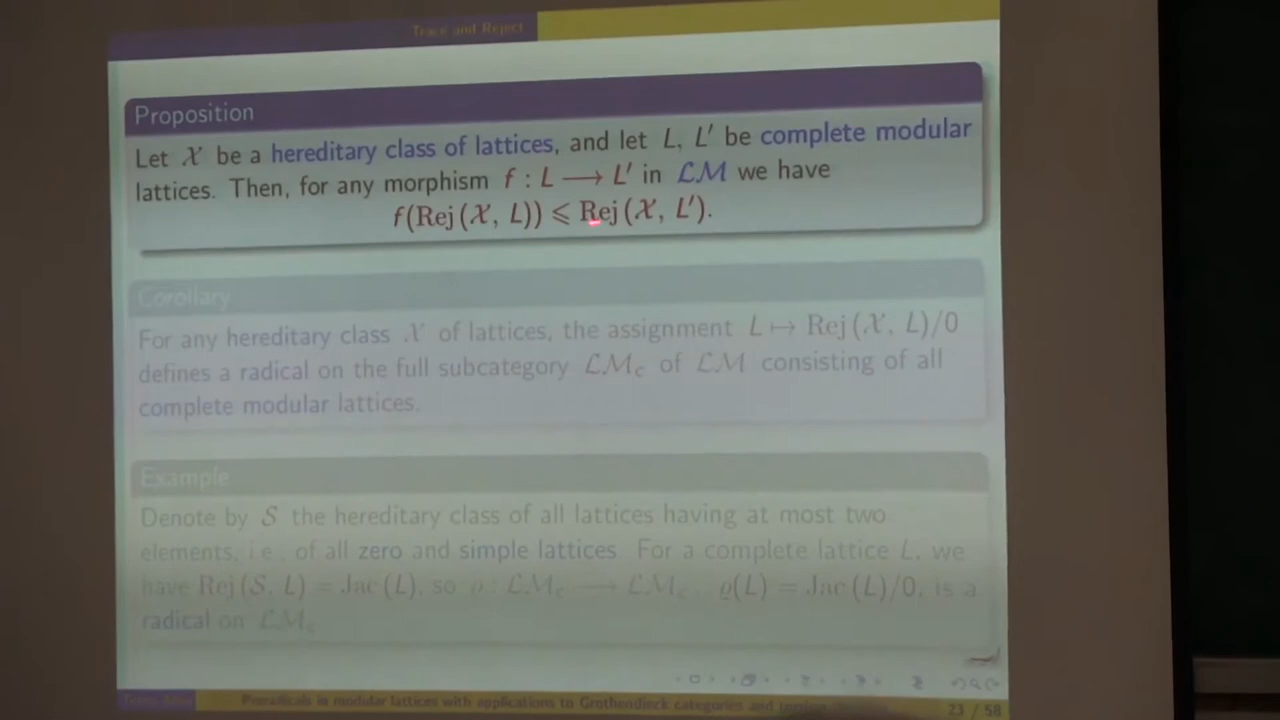 Trace and Reject
Proposition
Let 𝒳 be a hereditary class of lattices, and let L, L′ be complete modular
lattices. Then, for any morphism f : L ⟶ L′ in ℒℳ we have
f(Rej (𝒳, L)) ⩽ Rej (𝒳, L′).
Corollary
For any hereditary class 𝒳 of lattices, the assignment L ↦ Rej (𝒳, L)/0
defines a radical on the full subcategory ℒℳ_c of ℒℳ consisting of all
complete modular lattices.
Example
Denote by 𝒮 the hereditary class of all lattices having at most two
elements, i.e., of all zero and simple lattices. For a complete lattice L, we
have Rej (𝒮, L) = Jac (L), so ϱ : ℒℳ_c ⟶ ℒℳ_c, ϱ(L) = Jac (L)/0, is a
radical on ℒℳ_c
Preradicals in modular lattices with applications to Grothendieck categories and torsion
23 / 58